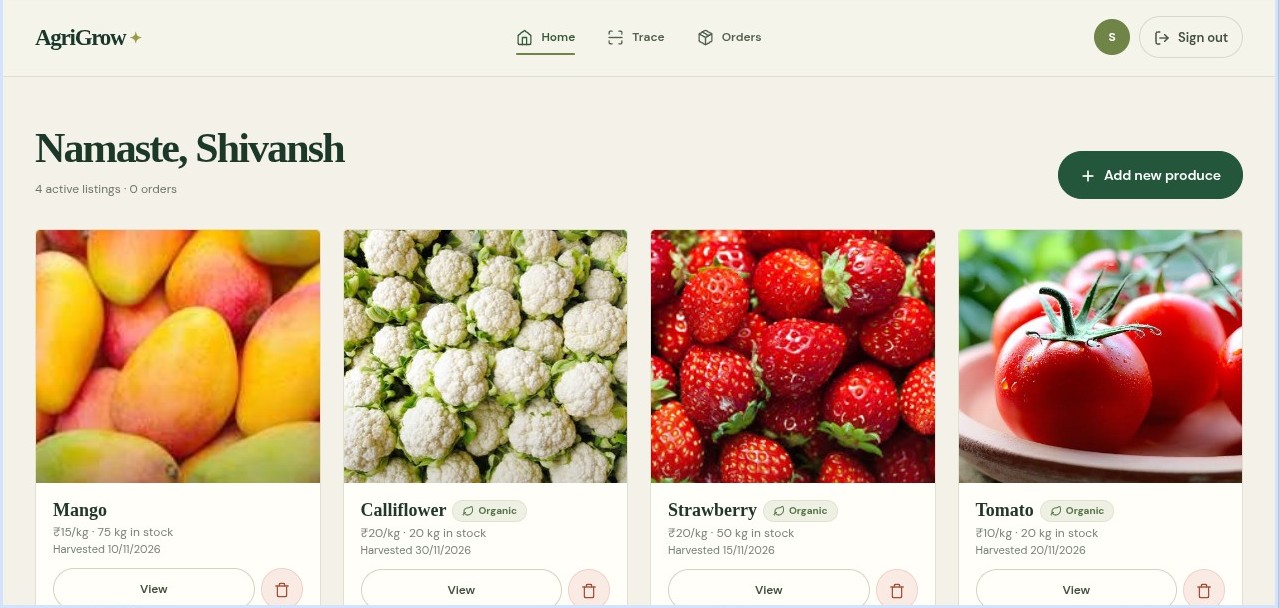 AgriGrow
Home
Trace
Orders
S
Sign out
Namaste, Shivansh
4 active listings · 0 orders
+ Add new produce
Mango
₹15/kg · 75 kg in stock
Harvested 10/11/2026
View
Calliflower
Organic
₹20/kg · 20 kg in stock
Harvested 30/11/2026
View
Strawberry
Organic
₹20/kg · 50 kg in stock
Harvested 15/11/2026
View
Tomato
Organic
₹10/kg · 20 kg in stock
Harvested 20/11/2026
View